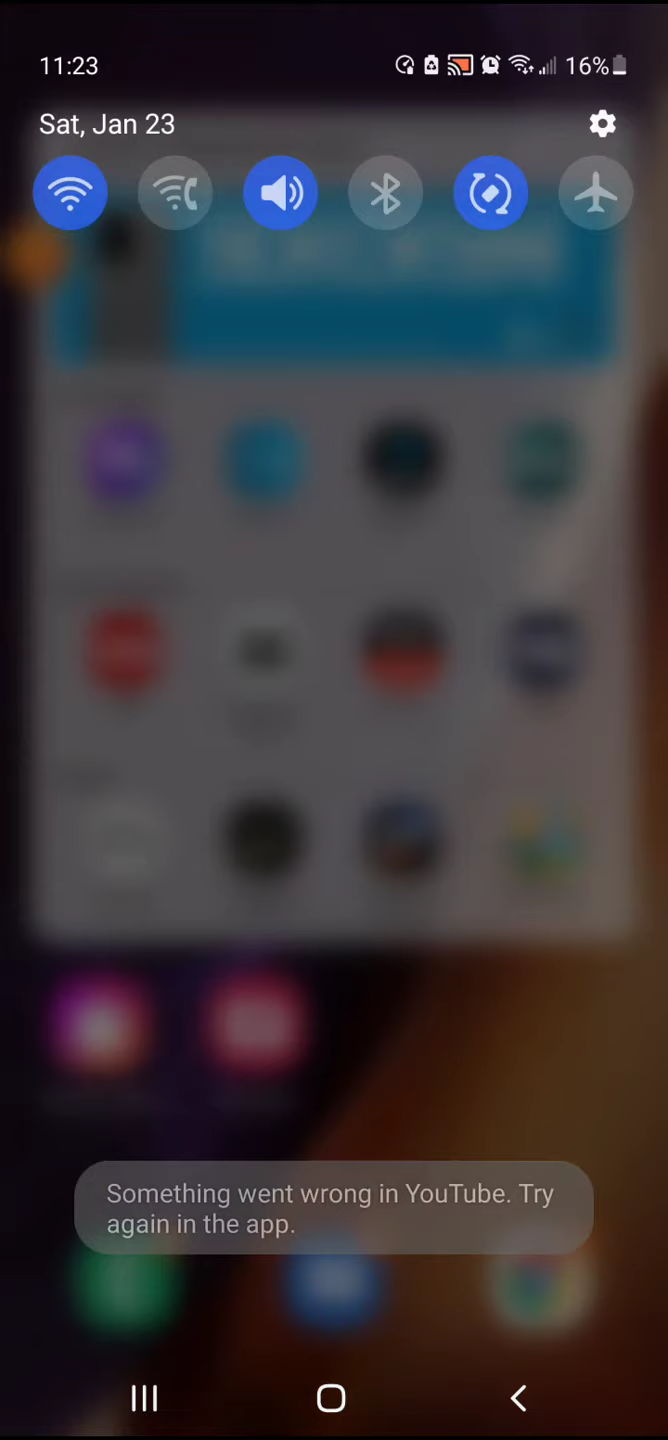 11:23
16%
Sat, Jan 23
Something went wrong in YouTube. Try
again in the app.